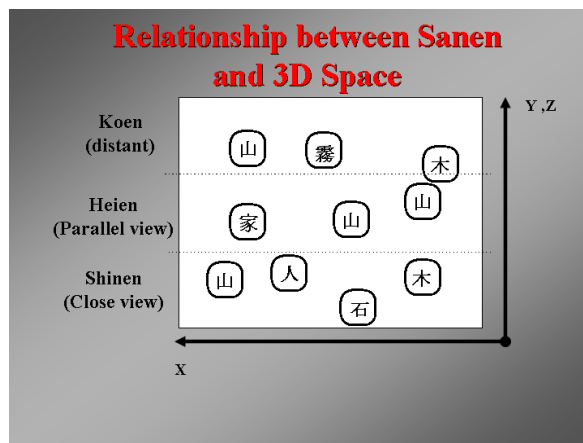 Relationship between Sanen
and 3D Space
Koen
(distant)
山
霧
木
Y ,Z
Heien
(Parallel view)
家
山
山
Shinen
(Close view)
山
人
石
木
X